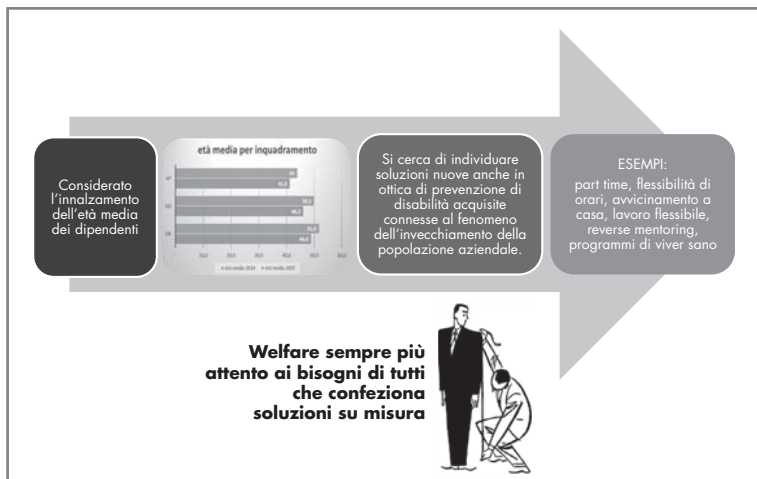 Considerato
l'innalzamento
dell'età media
dei dipendenti
età media per inquadramento
Si cerca di individuare
soluzioni nuove anche in
ottica di prevenzione di
disabilità acquisite
connesse al fenomeno
dell'invecchiamento della
popolazione aziendale.
ESEMPI:
part time, flessibilità di
orari, avvicinamento a
casa, lavoro flessibile,
reverse mentoring,
programmi di viver sano
Welfare sempre più
attento ai bisogni di tutti
che confeziona
soluzioni su misura